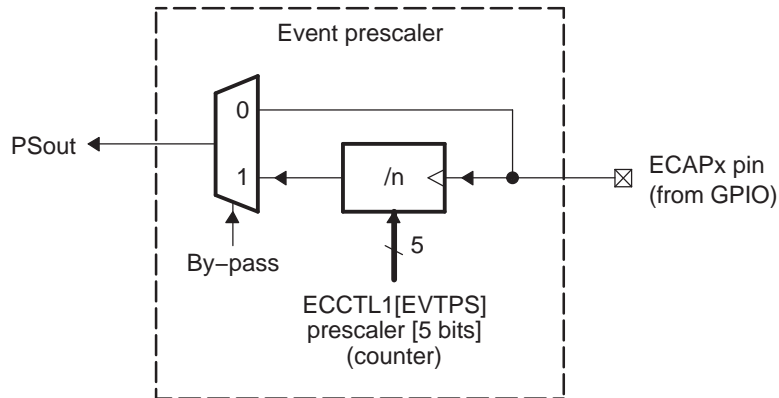 Event prescaler
0
PSout
ECAPx pin
(from GPIO)
1
/n
5
By−pass
ECCTL1[EVTPS]
prescaler [5 bits]
(counter)